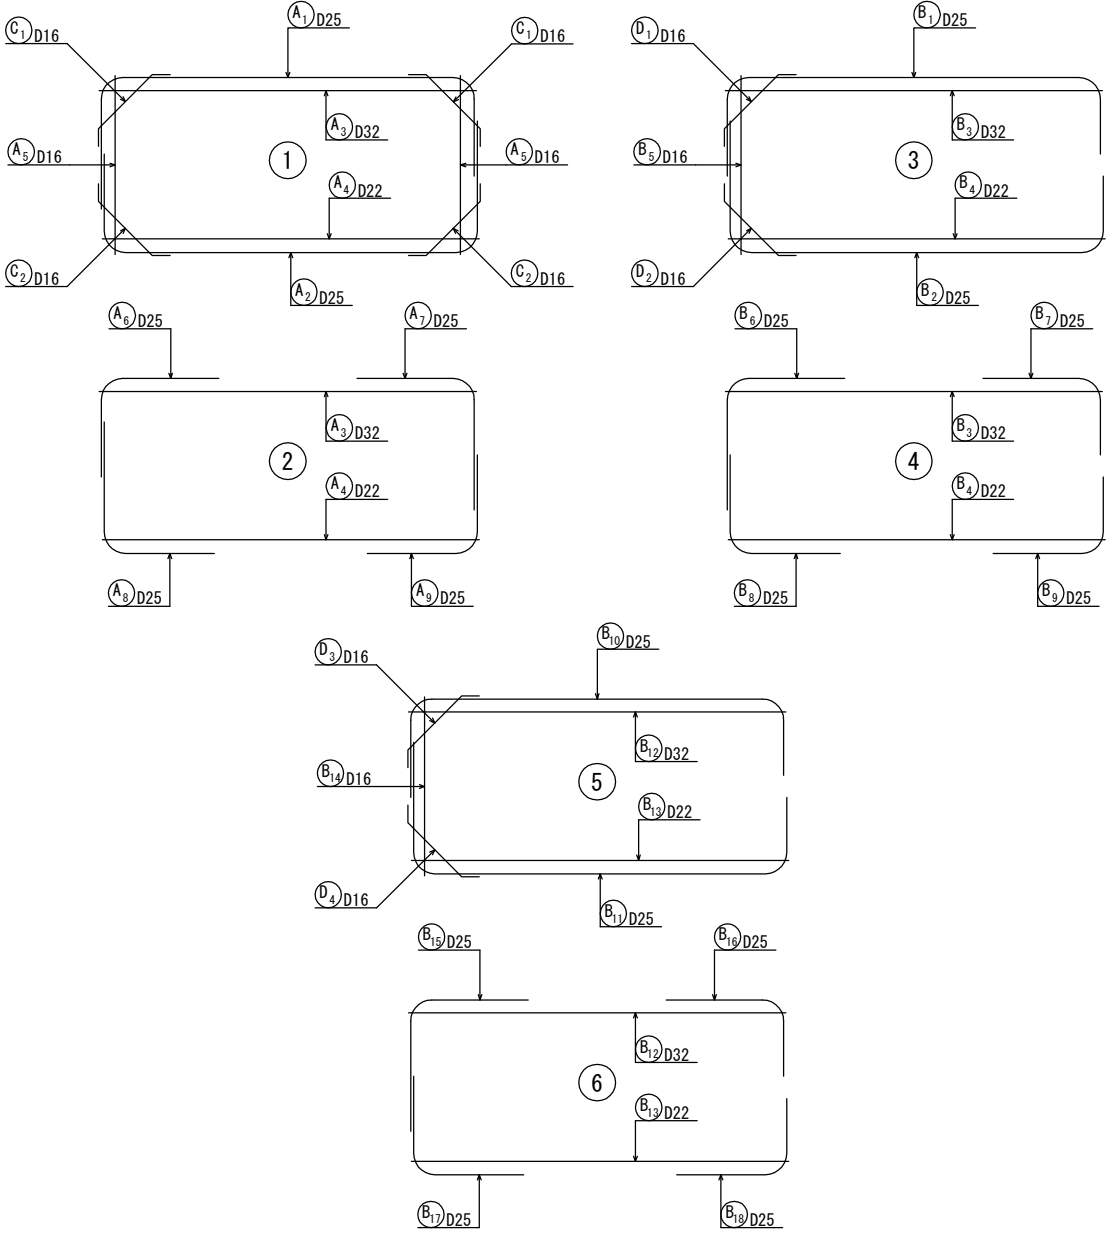 A1 D25
B1 D25
C1 D16
C1 D16
D1 D16
A3 D32
B3 D32
A5 D16
1
A5 D16
B5 D16
3
A4 D22
B4 D22
C2 D16
C2 D16
D2 D16
A2 D25
B2 D25
A6 D25
A7 D25
B6 D25
B7 D25
A3 D32
B3 D32
2
4
A4 D22
B4 D22
A8 D25
A9 D25
B8 D25
B9 D25
B10 D25
D3 D16
B12 D32
B14 D16
5
B13 D22
D4 D16
B11 D25
B15 D25
B16 D25
B12 D32
6
B13 D22
B17 D25
B18 D25